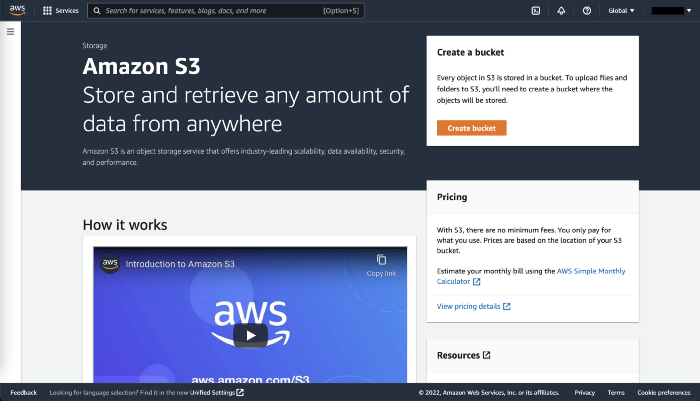 aws
Services
Search for services, features, blogs, docs, and more
[Option+S]
Global
Storage
Amazon S3
Store and retrieve any amount of
data from anywhere
Amazon S3 is an object storage service that offers industry-leading scalability, data availability, security,
and performance.
Create a bucket
Every object in S3 is stored in a bucket. To upload files and
folders to S3, you'll need to create a bucket where the
objects will be stored.
Create bucket
How it works
aws
Introduction to Amazon S3
Copy link
aws
aws.amazon.com/S3
Pricing
With S3, there are no minimum fees. You only pay for
what you use. Prices are based on the location of your S3
bucket.
Estimate your monthly bill using the AWS Simple Monthly
Calculator
View pricing details
Resources
Feedback
Looking for language selection? Find it in the new Unified Settings
© 2022, Amazon Web Services, Inc. or its affiliates.
Privacy
Terms
Cookie preferences